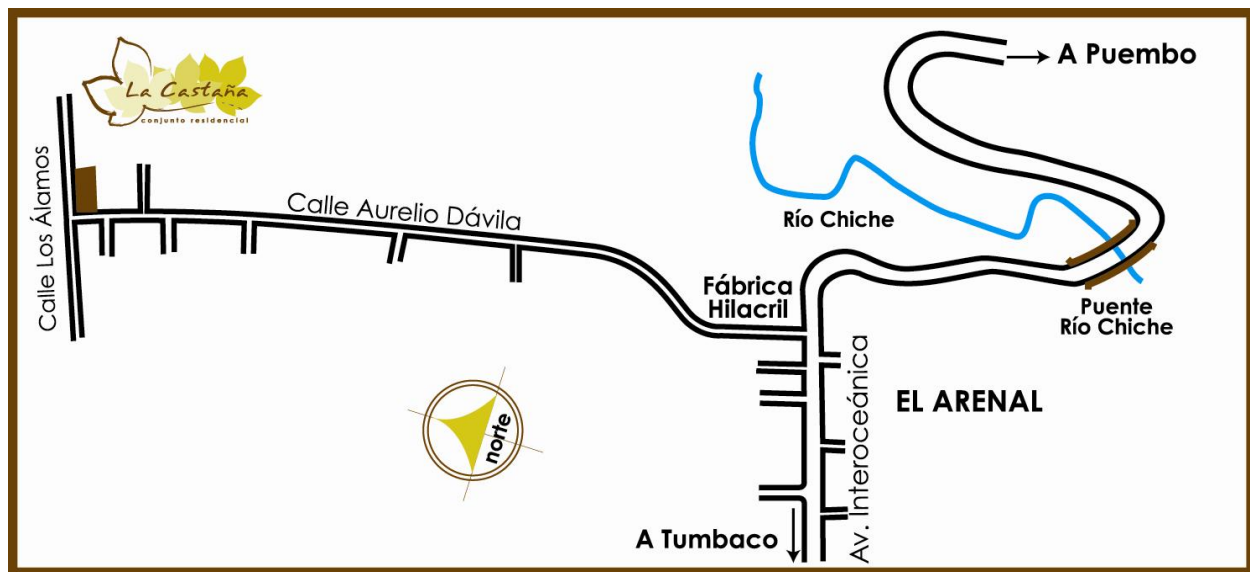 A Puembo
La Castaña
conjunto residencial
Calle Los Álamos
Calle Aurelio Dávila
Río Chiche
Fábrica
Hilacril
Puente
Río Chiche
Av. Interoceánica
EL ARENAL
norte
A Tumbaco